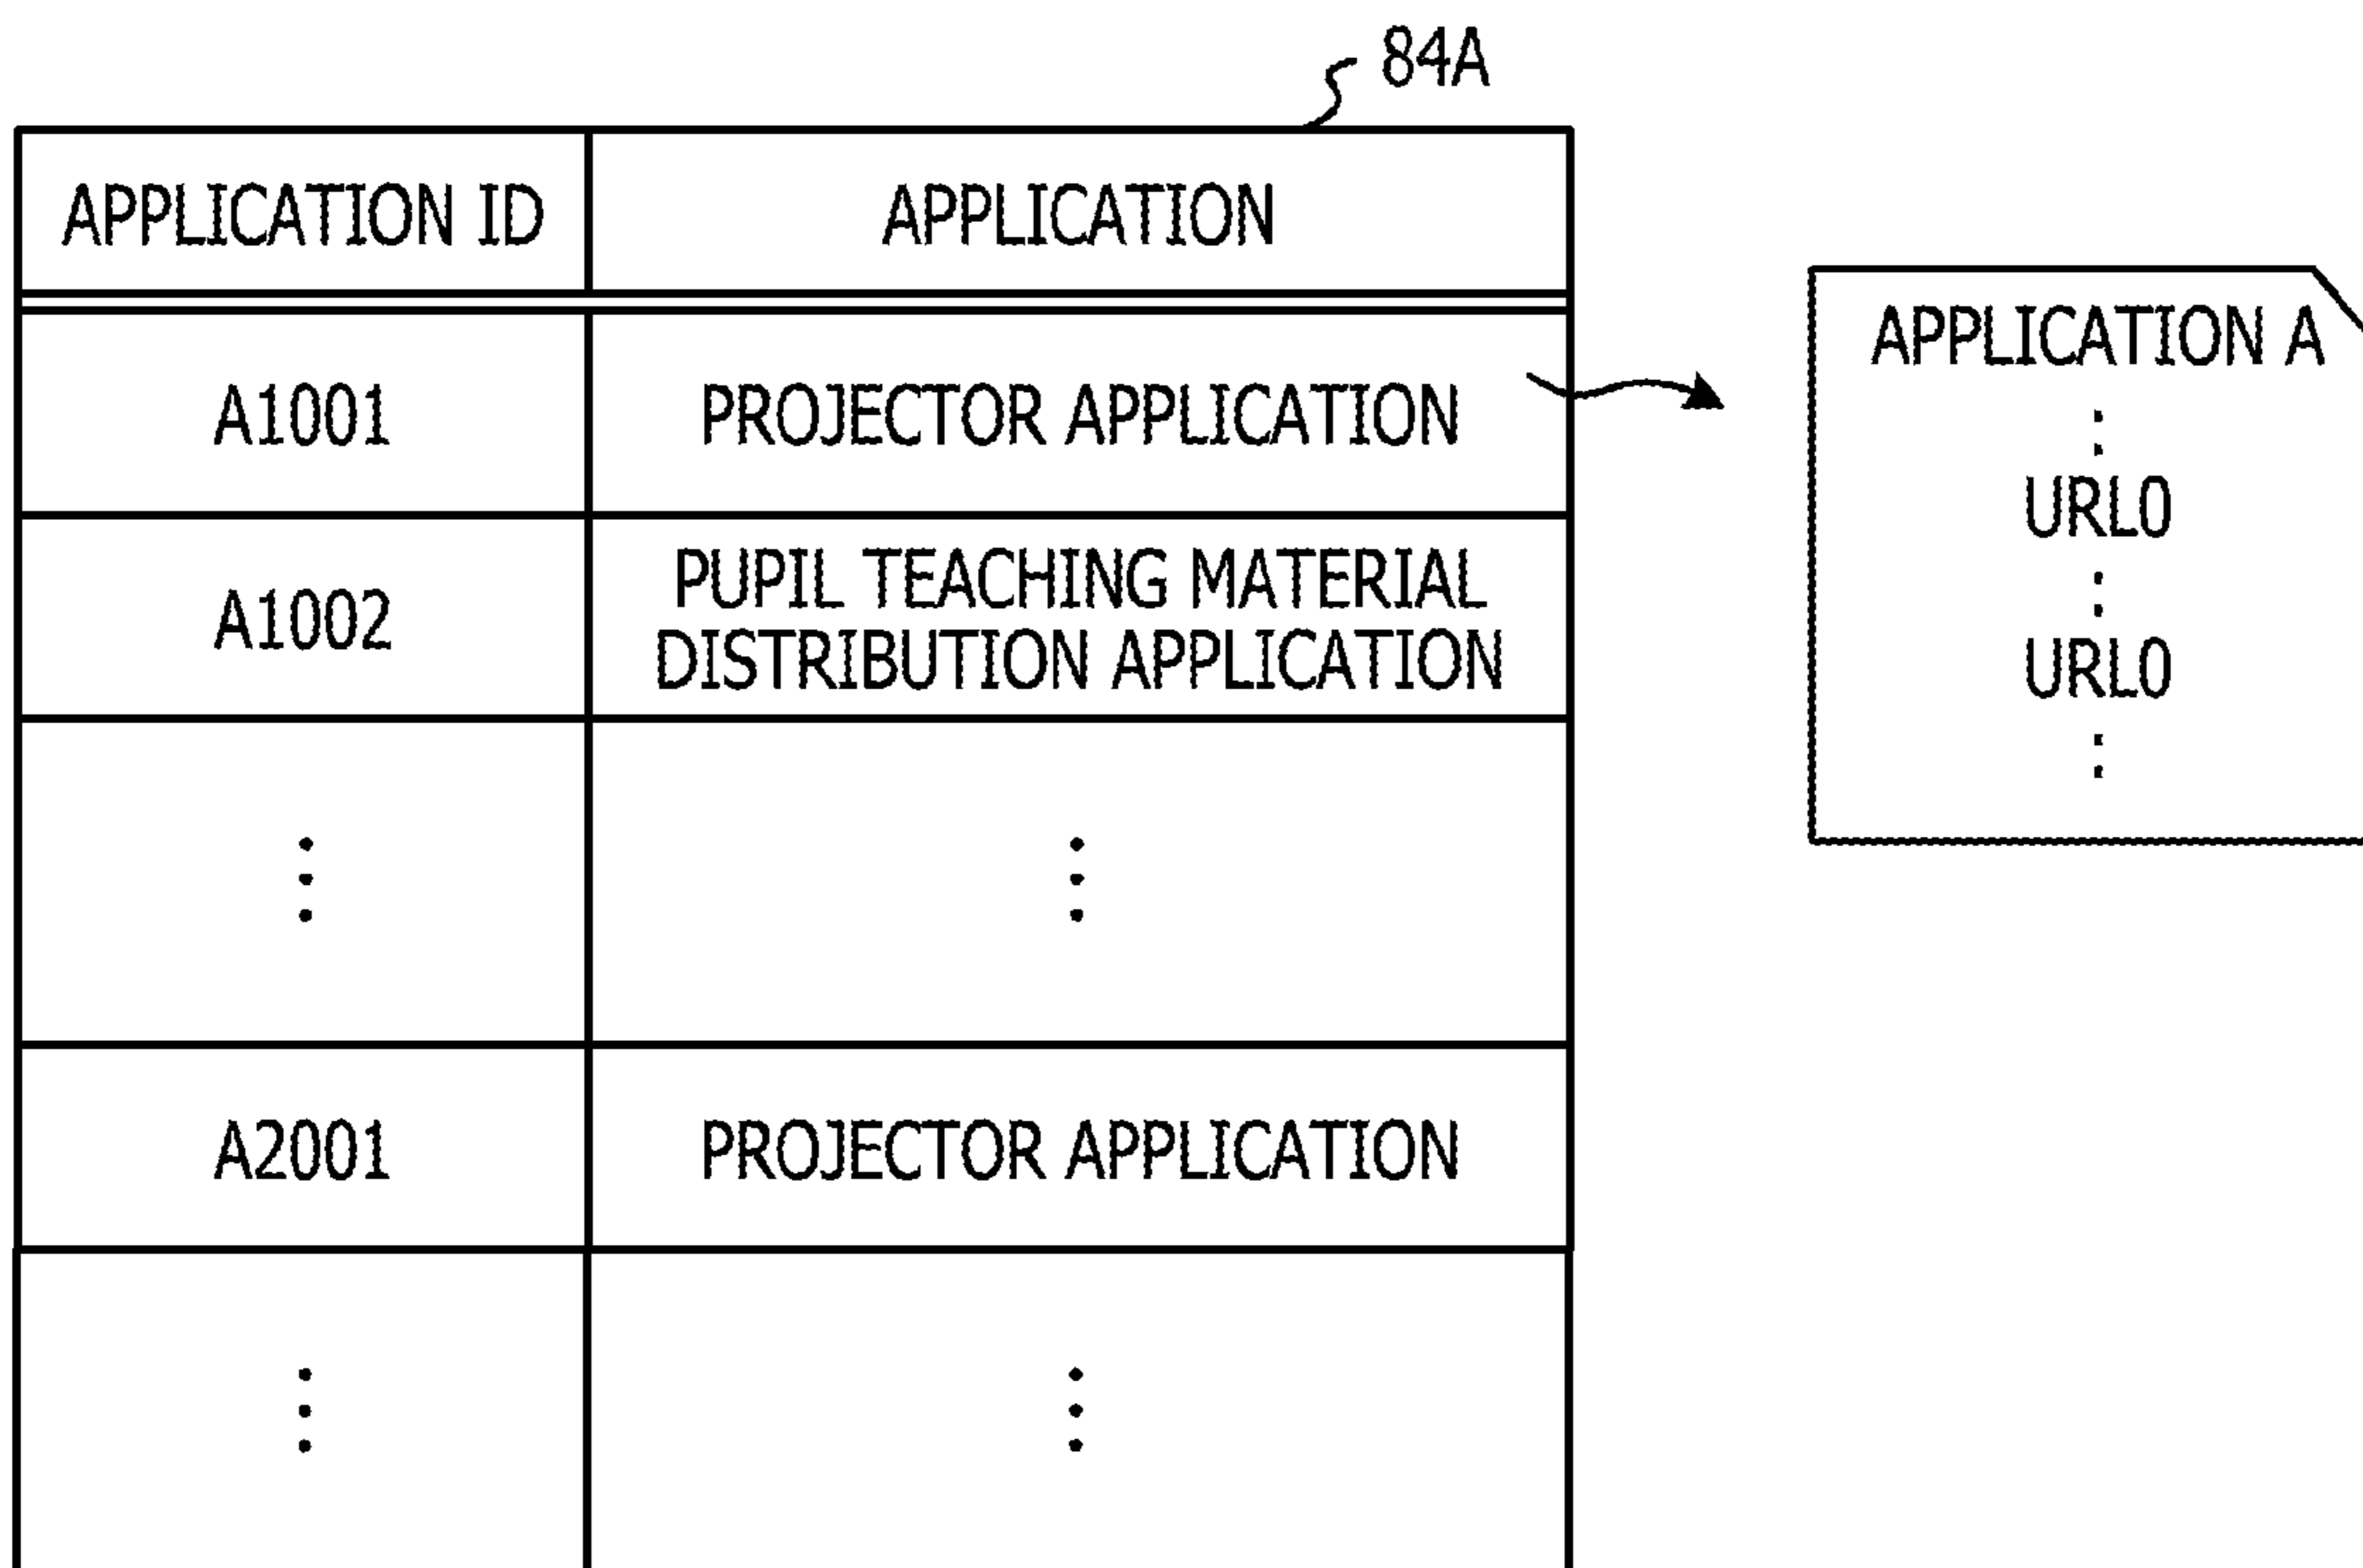 84A
APPLICATION ID APPLICATION
A1001 PROJECTOR APPLICATION
A1002 PUPIL TEACHING MATERIAL
DISTRIBUTION APPLICATION
⋮ ⋮
A2001 PROJECTOR APPLICATION
⋮ ⋮
APPLICATION A
:
URL0
:
URL0
: